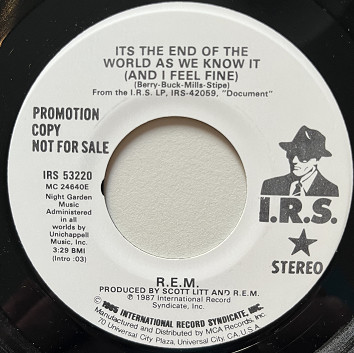 ITS THE END OF THE
WORLD AS WE KNOW IT
(AND I FEEL FINE)
(Berry-Buck-Mills-Stipe)
From the I.R.S. LP, IRS-42059, "Document"
PROMOTION
COPY
NOT FOR SALE
IRS 53220
MC 24640E
Night Garden
Music
Administered
in all
worlds by
Unichappell
Music Inc.
3:29 BMI
(Intro :03)
I.R.S.
STEREO
R.E.M.
PRODUCED BY SCOTT LITT AND R.E.M.
℗ 1987 International Record
Syndicate, Inc.
© 1985 INTERNATIONAL RECORD SYNDICATE, INC.
Manufactured and Distributed by MCA Records, Inc.
70 Universal City Plaza, Universal City, CA U.S.A.